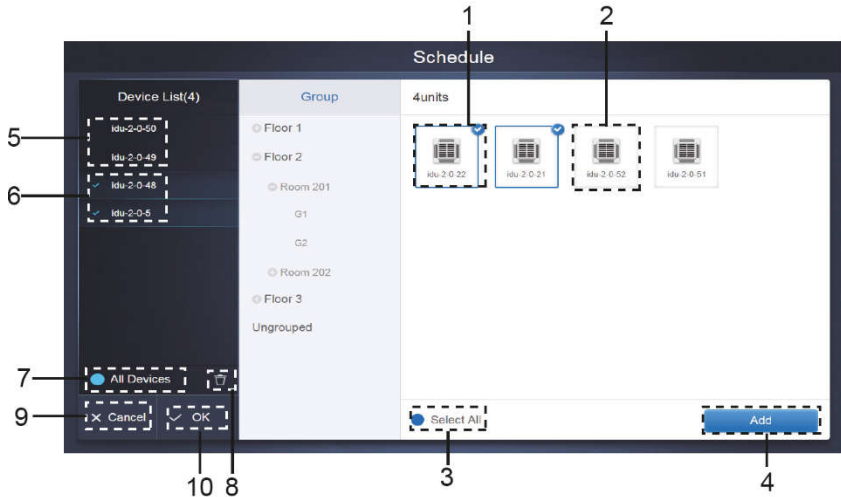 1
2
Schedule
Device List(4)
Group
4units
5
idu-2-0-50
idu-2-0-49
6
idu-2-0-48
idu-2-0-5
Floor 1
Floor 2
Room 201
G1
G2
Room 202
Floor 3
Ungrouped
idu-2-0-22
idu-2-0-21
idu-2-0-52
idu-2-0-51
7
All Devices
9
Cancel
OK
Select All
Add
10
8
3
4